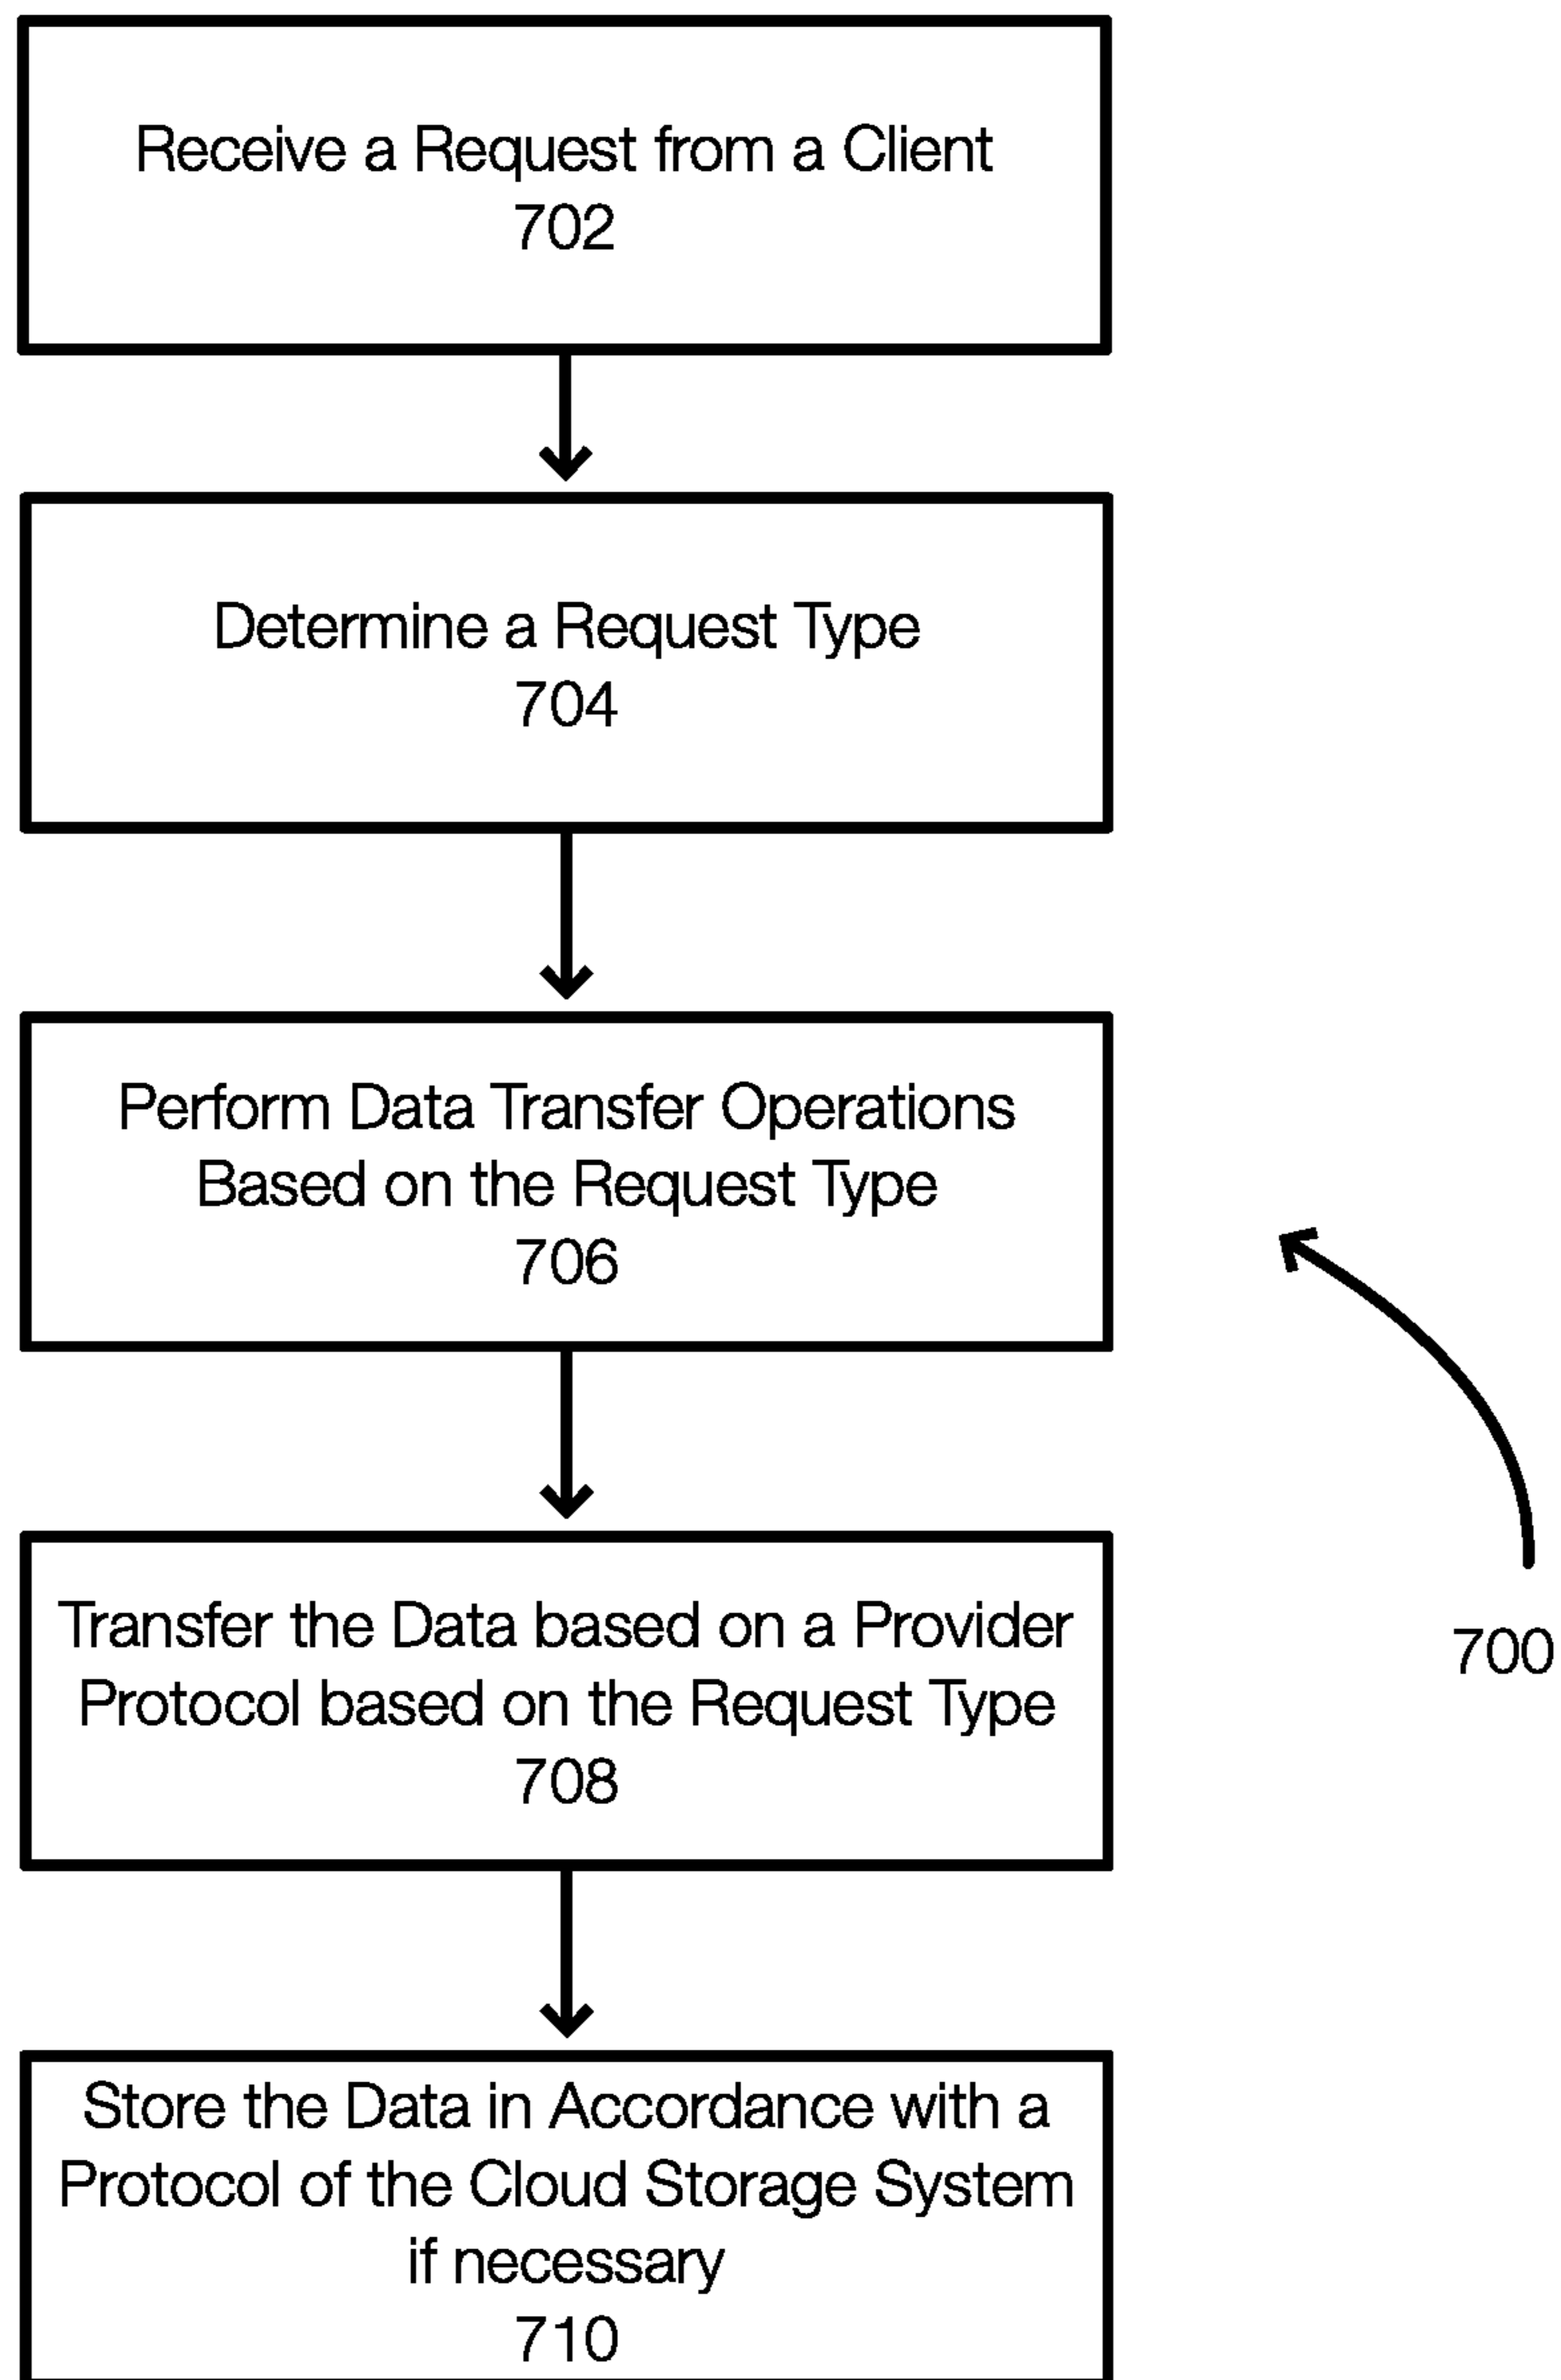 Receive a Request from a Client
702
Determine a Request Type
704
Perform Data Transfer Operations
Based on the Request Type
706
Transfer the Data based on a Provider
Protocol based on the Request Type
708
700
Store the Data in Accordance with a
Protocol of the Cloud Storage System
if necessary
710